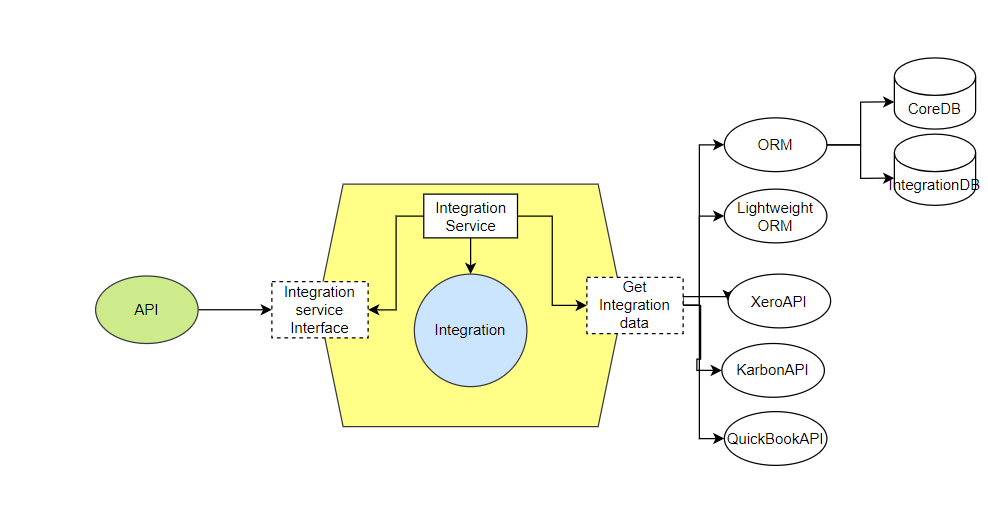 API
Integration
service
Interface
Integration
Service
Integration
Get
Integration
data
ORM
Lightweight
ORM
XeroAPI
KarbonAPI
QuickBookAPI
CoreDB
IntegrationDB